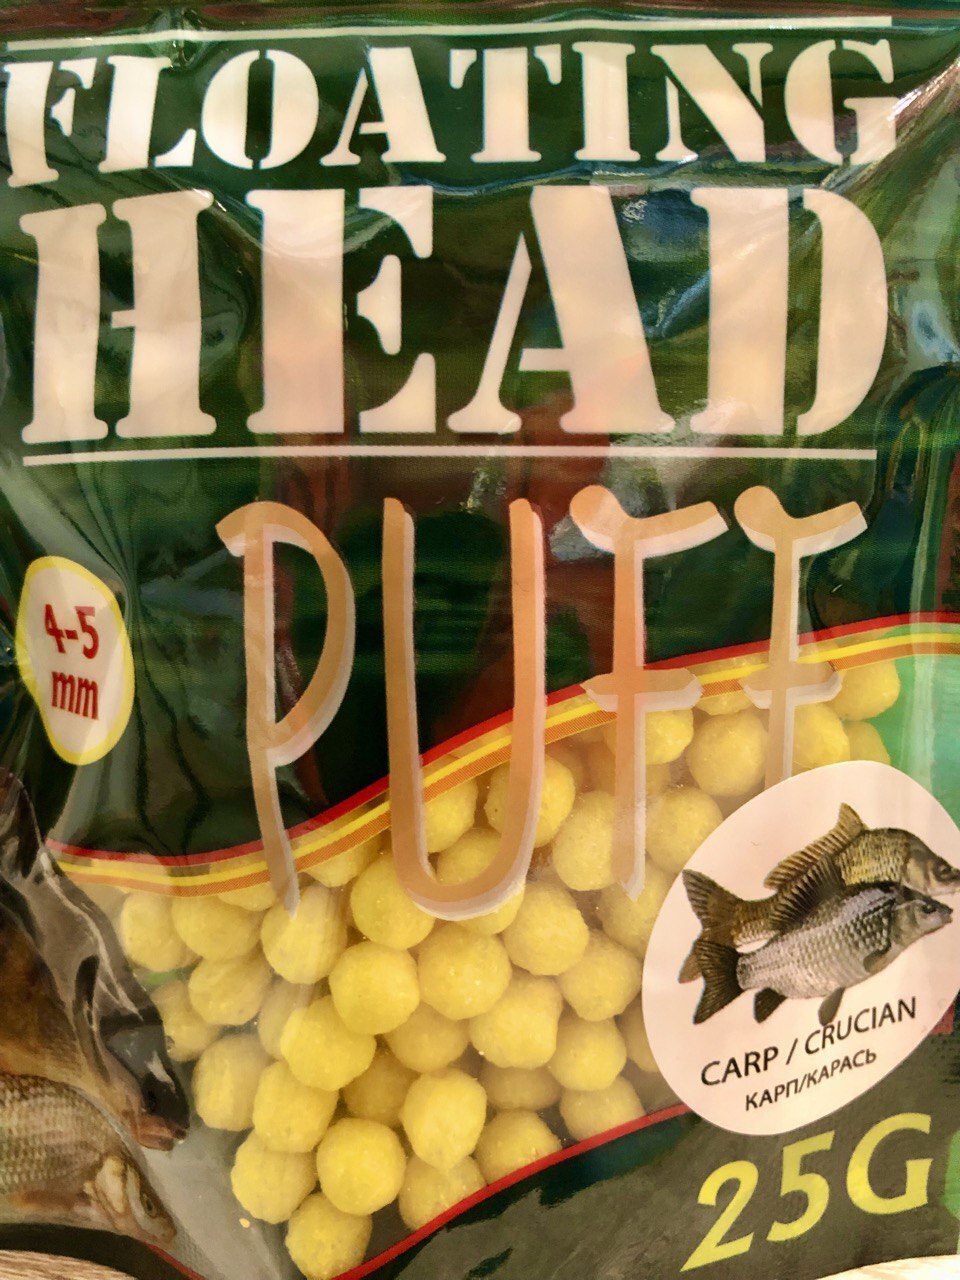 FLOATING
HEAD
PUFF
4-5
mm
CARP / CRUCIAN
КАРП/КАРАСЬ
25G